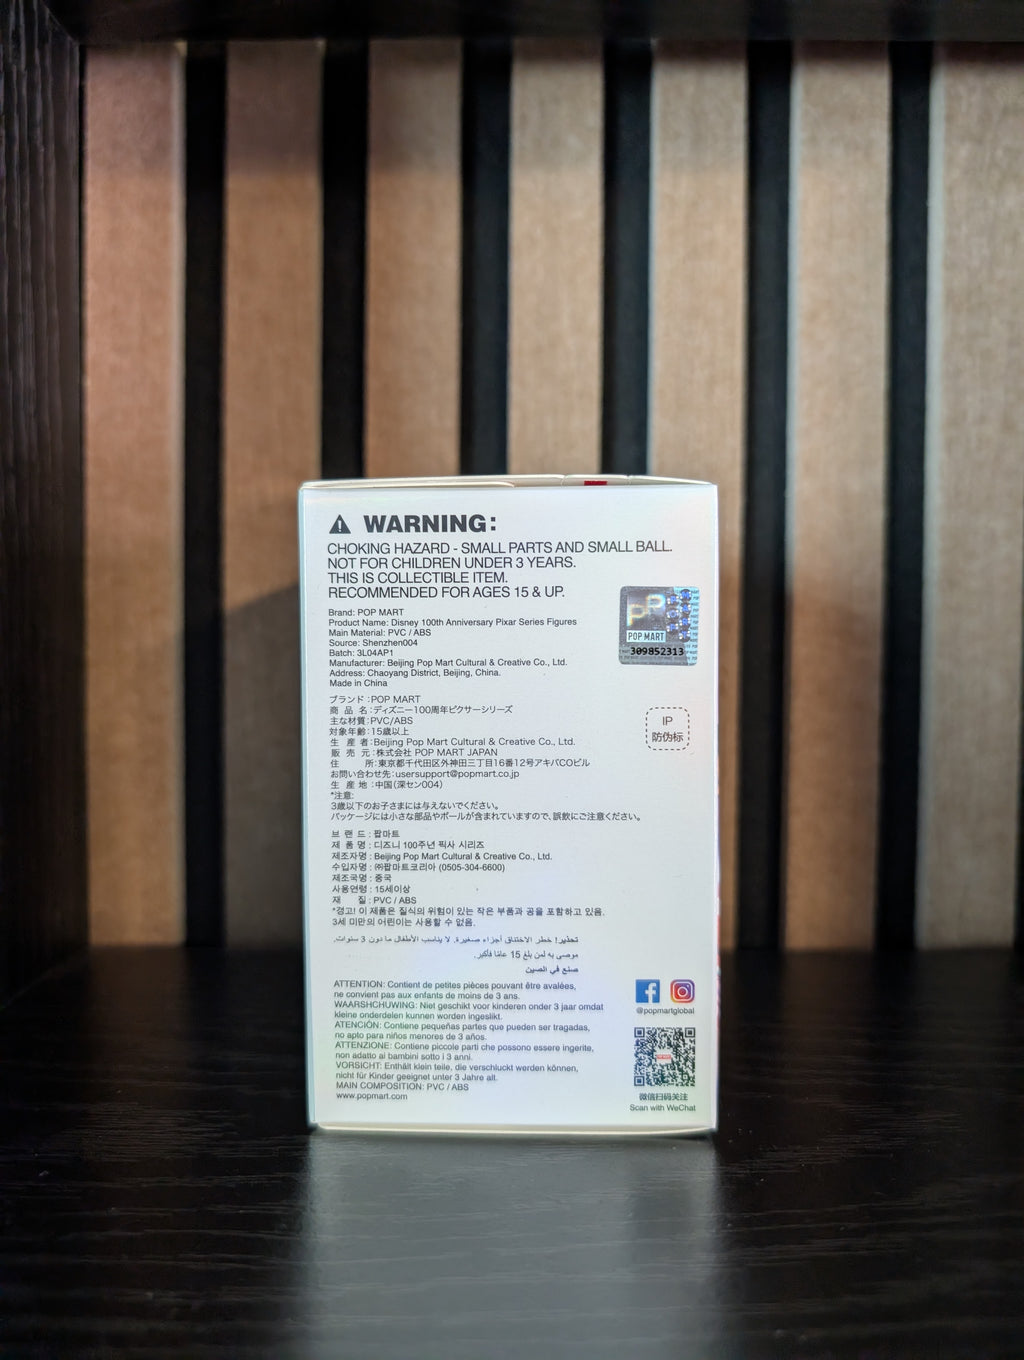 WARNING:
CHOKING HAZARD - SMALL PARTS AND SMALL BALL.
NOT FOR CHILDREN UNDER 3 YEARS.
THIS IS COLLECTIBLE ITEM.
RECOMMENDED FOR AGES 15 & UP.
Brand: POP MART
Product Name: Disney 100th Anniversary Pixar Series Figures
Main Material: PVC / ABS
Source: Shenzhen004
Batch: 3L04AP1
Manufacturer: Beijing Pop Mart Cultural & Creative Co., Ltd.
Address: Chaoyang District, Beijing, China.
Made in China
POP MART
309852313
IP
防伪标
ブランド：POP MART
商品名：ディズニー100周年ピクサーシリーズ
主な材質：PVC/ABS
対象年齢：15歳以上
生産者：Beijing Pop Mart Cultural & Creative Co., Ltd.
販売元：株式会社 POP MART JAPAN
住所：東京都千代田区外神田三丁目16番12号アキバCOビル
お問い合わせ先：usersupport@popmart.co.jp
生産地：中国（深セン004）
*注意:
3歳以下のお子さまには与えないでください。
パッケージには小さな部品やボールが含まれていますので、誤飲にご注意ください。
브 랜 드 : 팝마트
제 품 명 : 디즈니 100주년 픽사 시리즈
제조자명 : Beijing Pop Mart Cultural & Creative Co., Ltd.
수입자명 : ㈜팝마트코리아 (0505-304-6600)
제조국명 : 중국
사용연령 : 15세이상
재 질 : PVC / ABS
*경고! 이 제품은 질식의 위험이 있는 작은 부품과 공을 포함하고 있음.
3세 미만의 어린이는 사용할 수 없음.
تحذير! خطر الاختناق أجزاء صغيرة. لا يناسب الأطفال ما دون 3 سنوات.
موصى به لمن بلغ 15 عامًا فأكبر.
صنع في الصين
ATTENTION: Contient de petites pièces pouvant être avalées,
ne convient pas aux enfants de moins de 3 ans.
WAARSHCHUWING: Niet geschikt voor kinderen onder 3 jaar omdat
kleine onderdelen kunnen worden ingeslikt.
ATENCIÓN: Contiene pequeñas partes que pueden ser tragadas,
no apto para niños menores de 3 años.
ATTENZIONE: Contiene piccole parti che possono essere ingerite,
non adatto ai bambini sotto i 3 anni.
VORSICHT: Enthält klein teile, die verschluckt werden können,
nicht für Kinder geeignet unter 3 Jahre alt.
MAIN COMPOSITION: PVC / ABS
www.popmart.com
@popmartglobal
微信扫码关注
Scan with WeChat